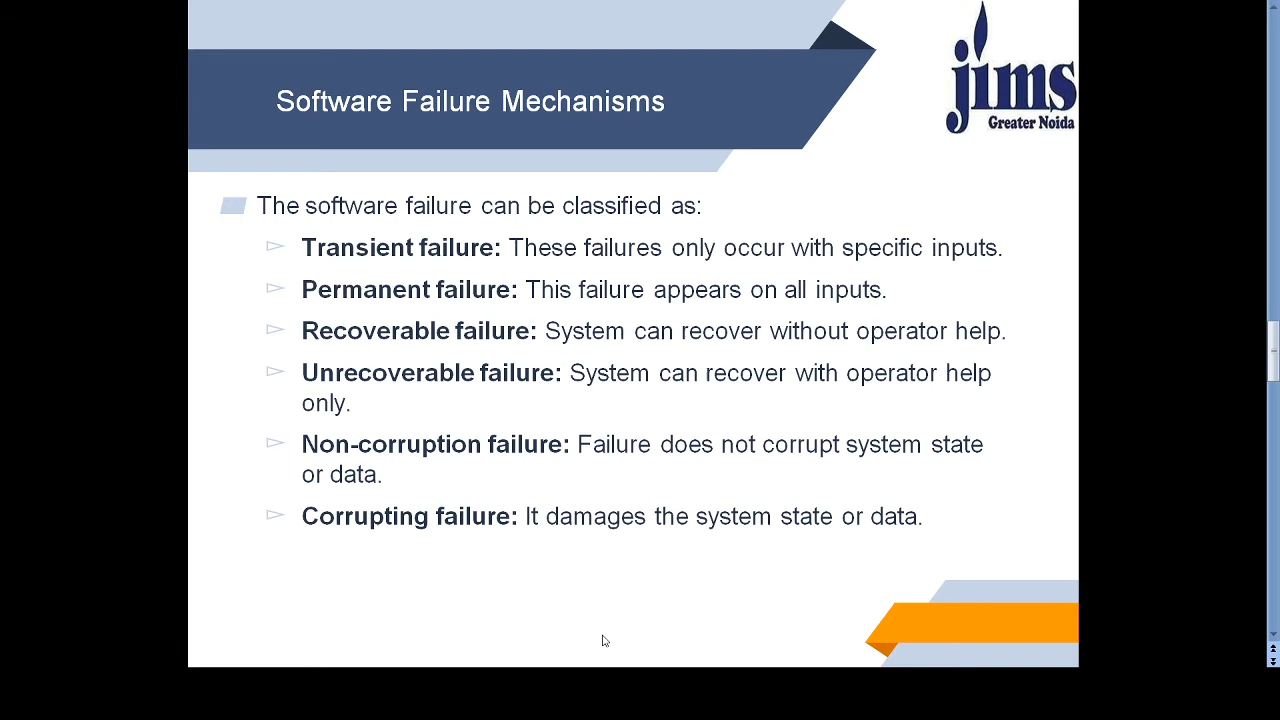 Software Failure Mechanisms
jims
Greater Noida
The software failure can be classified as:
Transient failure: These failures only occur with specific inputs.
Permanent failure: This failure appears on all inputs.
Recoverable failure: System can recover without operator help.
Unrecoverable failure: System can recover with operator help
only.
Non-corruption failure: Failure does not corrupt system state
or data.
Corrupting failure: It damages the system state or data.